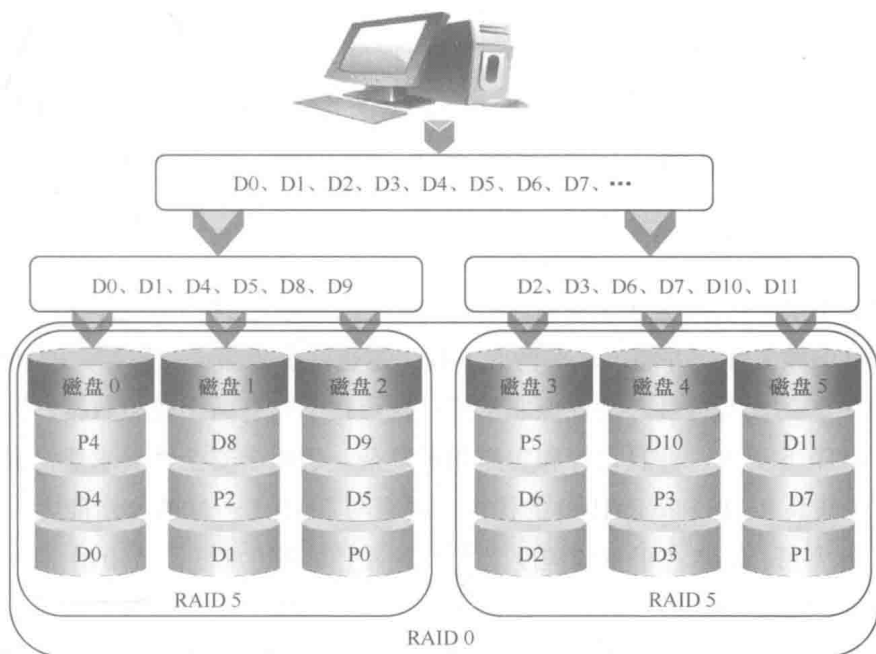 D0、D1、D2、D3、D4、D5、D6、D7、…
D0、D1、D4、D5、D8、D9
D2、D3、D6、D7、D10、D11
磁盘0 磁盘1 磁盘2 磁盘3 磁盘4 磁盘5
P4 D8 D9 P5 D10 D11
D4 P2 D5 D6 P3 D7
D0 D1 P0 D2 D3 P1
RAID 5 RAID 5
RAID 0